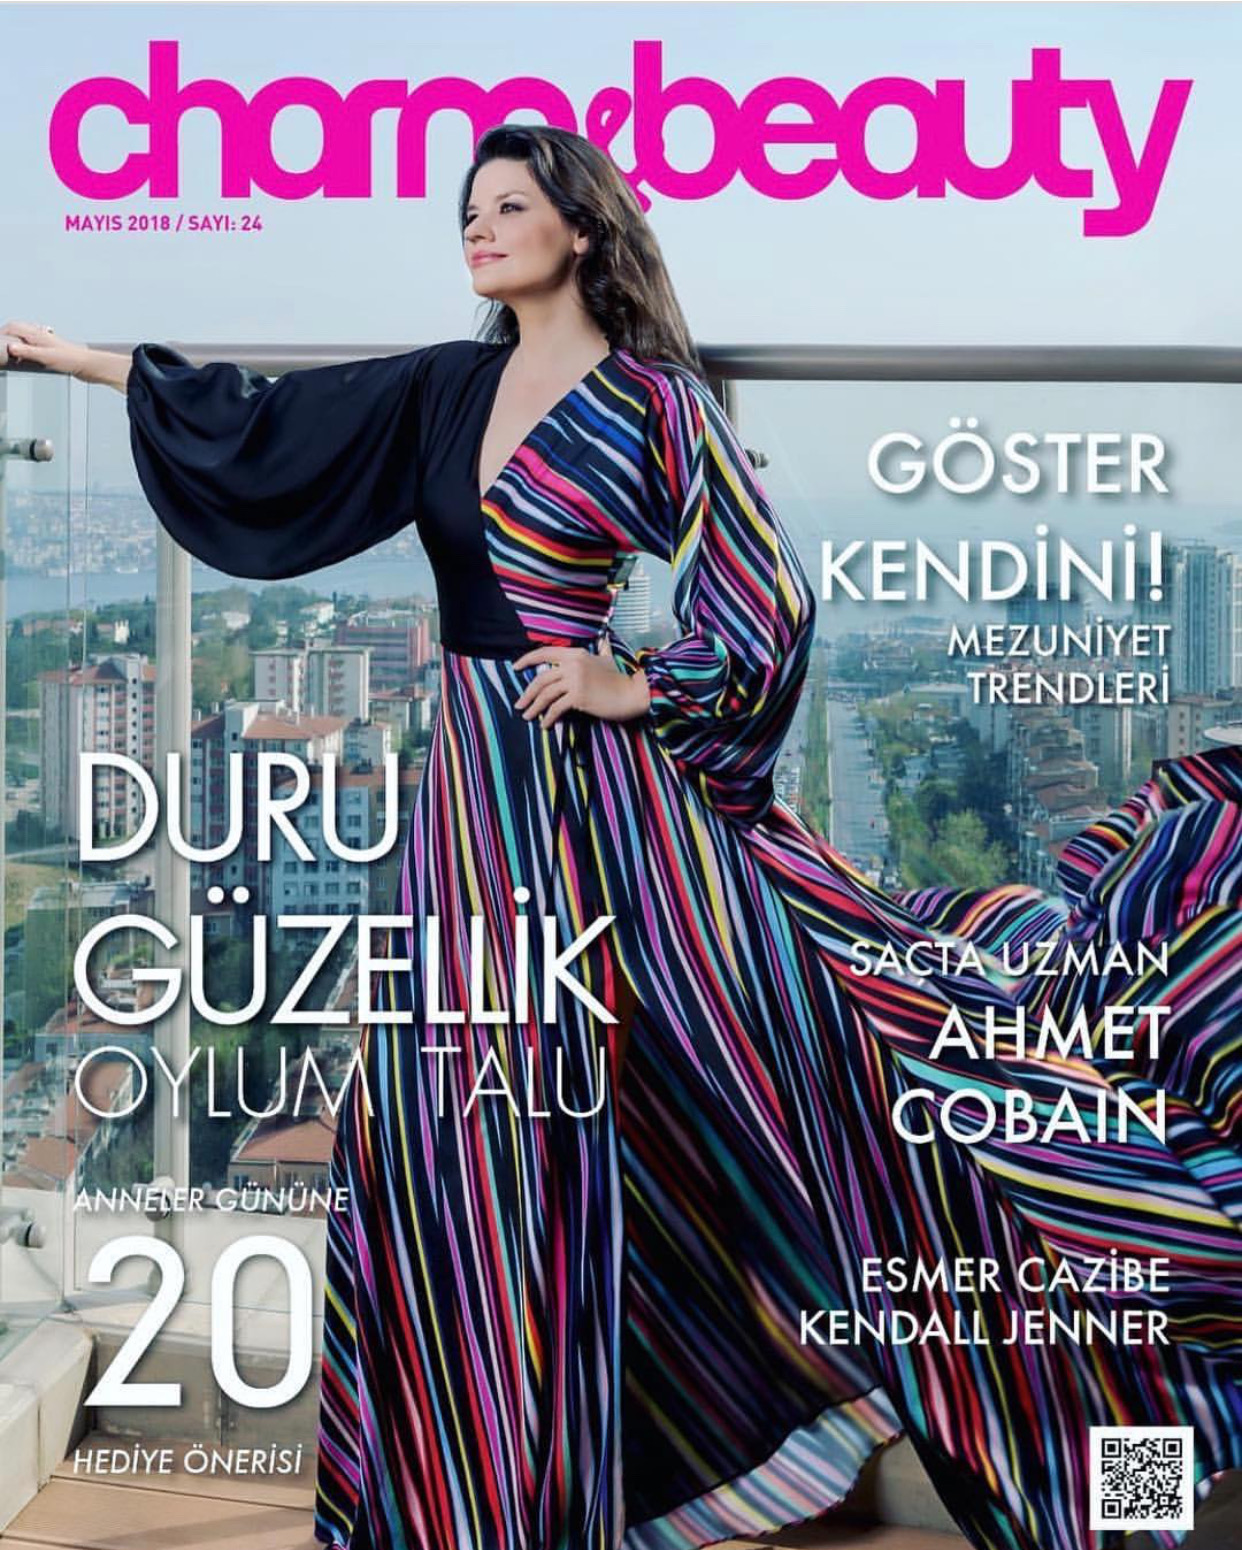 charm&beauty
MAYIS 2018 / SAYI: 24
GÖSTER
KENDİNİ!
MEZUNİYET
TRENDLERİ
DURU
GÜZELLİK
OYLUM TALU
SAÇTA UZMAN
AHMET
COBAIN
ANNELER GÜNÜNE
20
HEDİYE ÖNERİSİ
ESMER CAZİBE
KENDALL JENNER